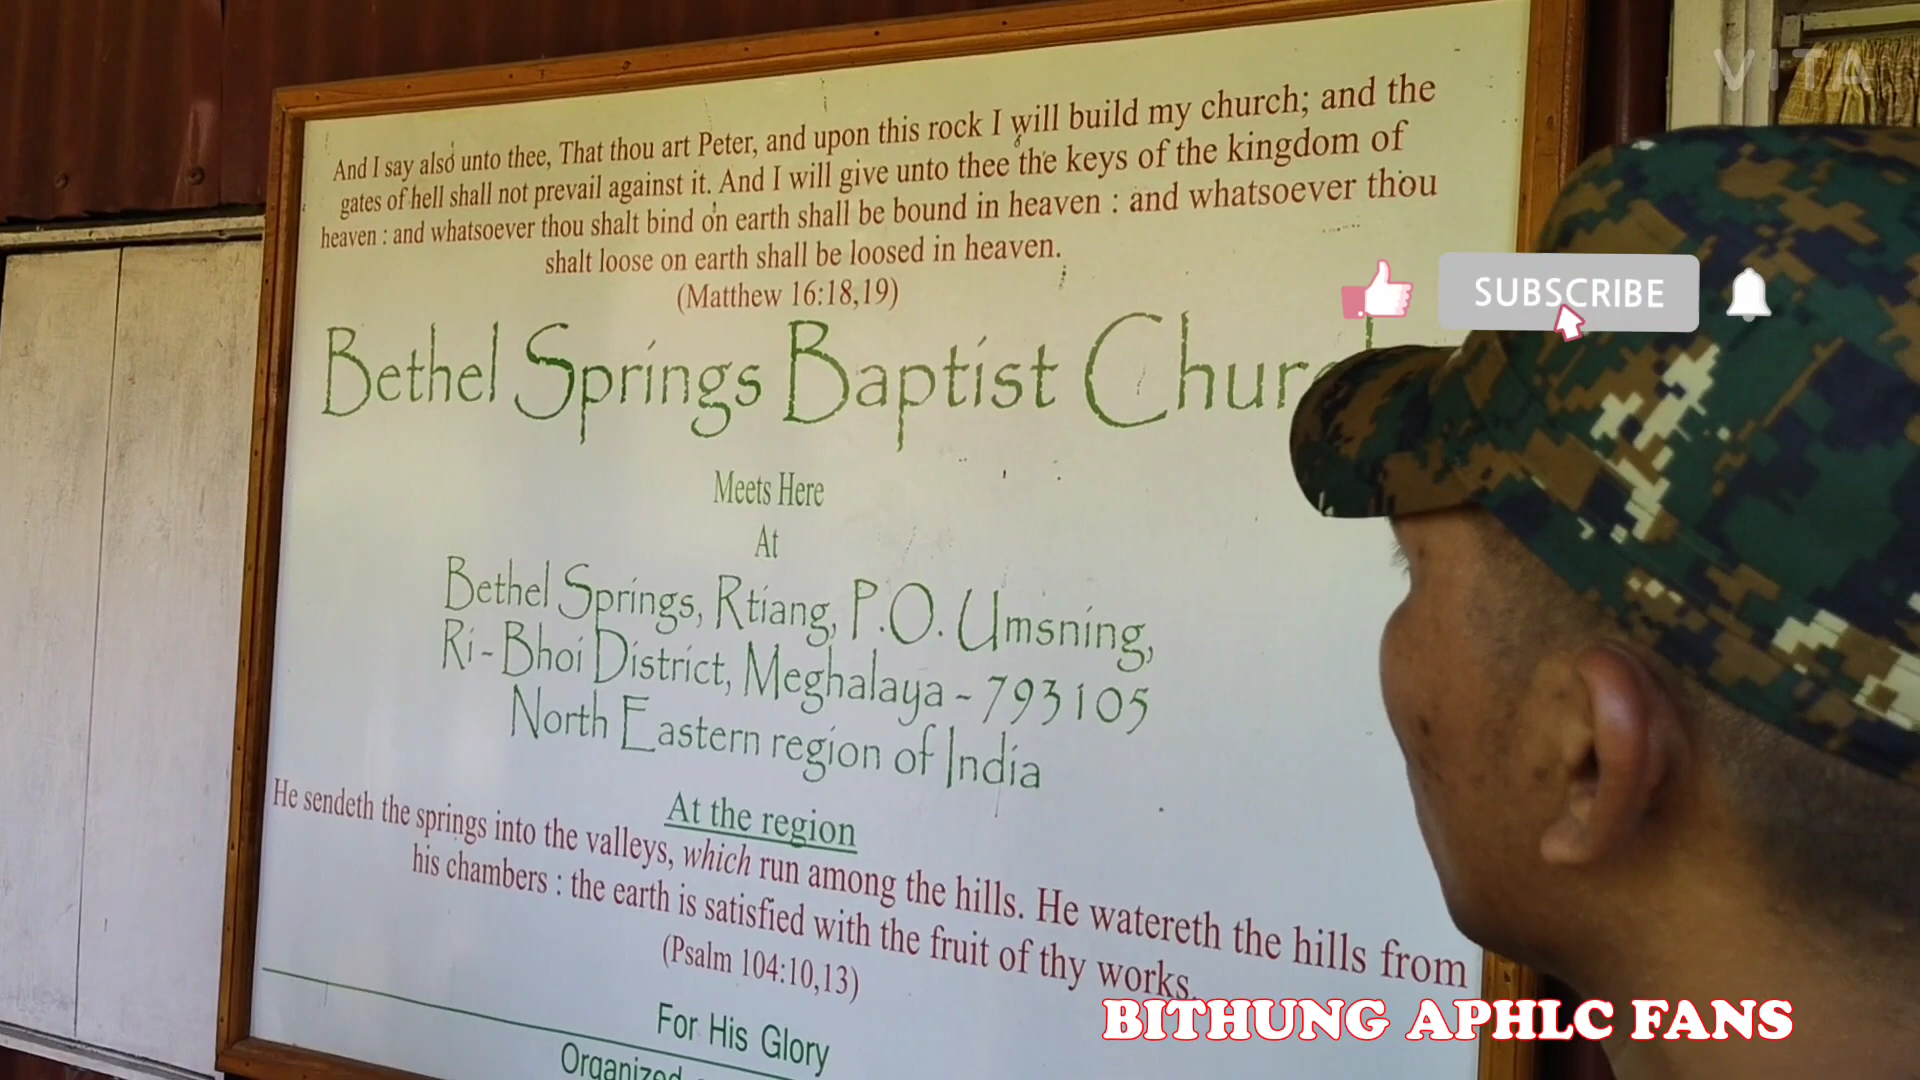 And I say also unto thee, That thou art Peter, and upon this rock I will build my church; and the
gates of hell shall not prevail against it. And I will give unto thee the keys of the kingdom of
heaven : and whatsoever thou shalt bind on earth shall be bound in heaven : and whatsoever thou
shalt loose on earth shall be loosed in heaven.
(Matthew 16:18,19)
Bethel Springs Baptist
Meets Here
At
Bethel Springs, Rtiang, P.O. Umsning,
Ri-Bhoi District, Meghalaya - 793105
North Eastern region of India
At the region
He sendeth the springs into the valleys, which run among the hills. He watereth the hills from
his chambers : the earth is satisfied with the fruit of thy works.
(Psalm 104:10,13)
For His Glory
VITA
SUBSCRIBE
BITHUNG APHLC FANS